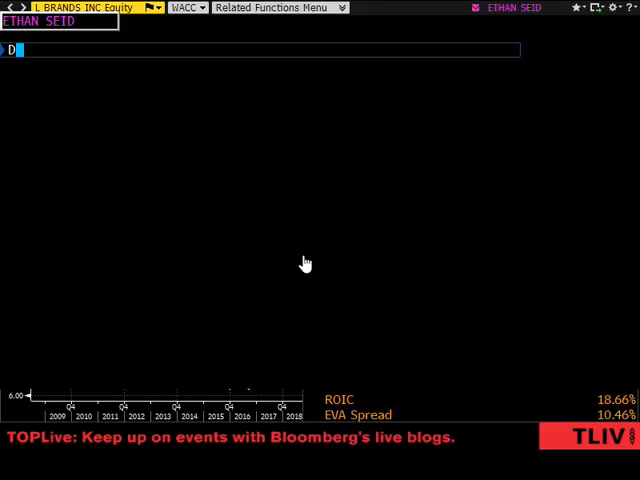 L BRANDS INC Equity WACC Related Functions Menu ETHAN SEID
ETHAN SEID
D
6.00
Q4 Q4 Q4 Q4 Q4
2009 2010 2011 2012 2013 2014 2015 2016 2017 2018
ROIC 18.66%
EVA Spread 10.46%
TOPLive: Keep up on events with Bloomberg's live blogs. TLIV